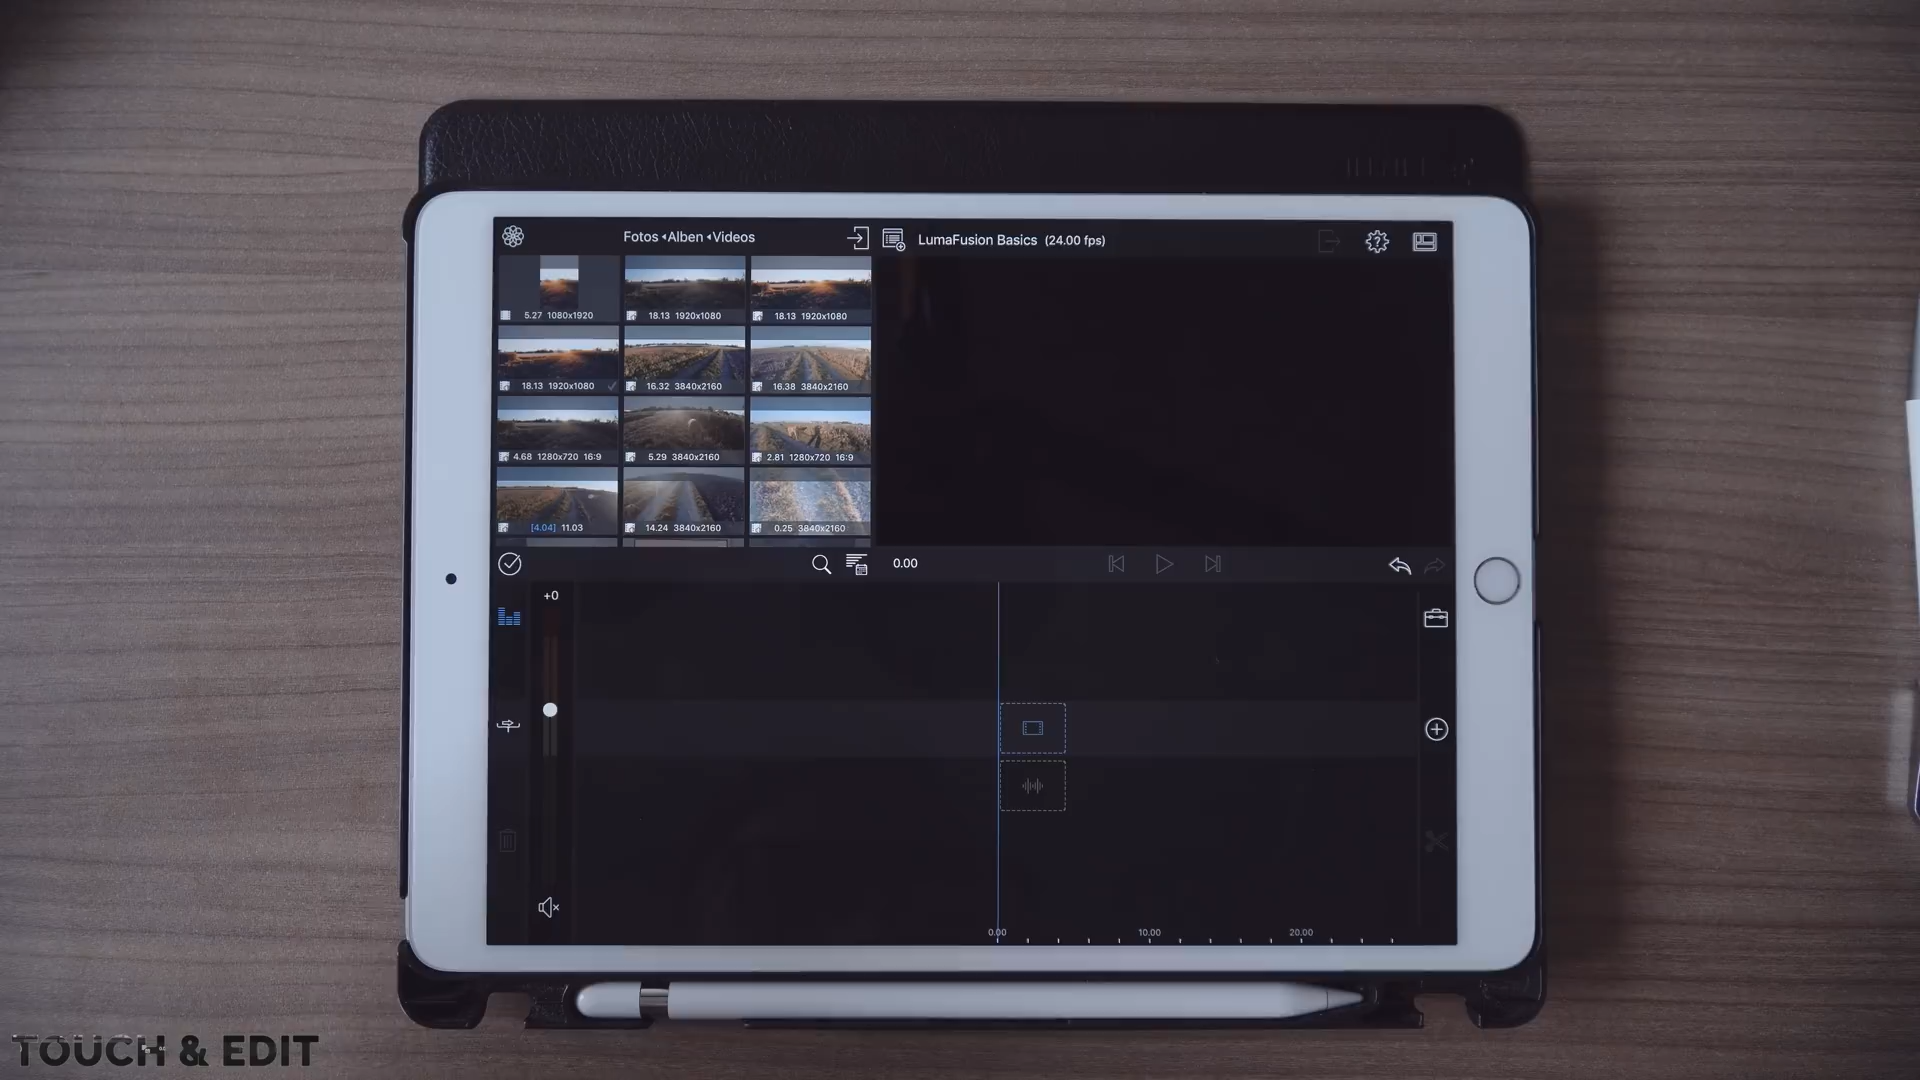 Fotos ◂Alben ◂Videos
LumaFusion Basics (24.00 fps)
5.27 1080x1920
18.13 1920x1080
18.13 1920x1080
18.13 1920x1080
16.32 3840x2160
16.38 3840x2160
4.68 1280x720 16:9
5.29 3840x2160
2.81 1280x720 16:9
[4.04] 11.03
14.24 3840x2160
0.25 3840x2160
0.00
+0
0.00
10.00
20.00
TOUCH & EDIT